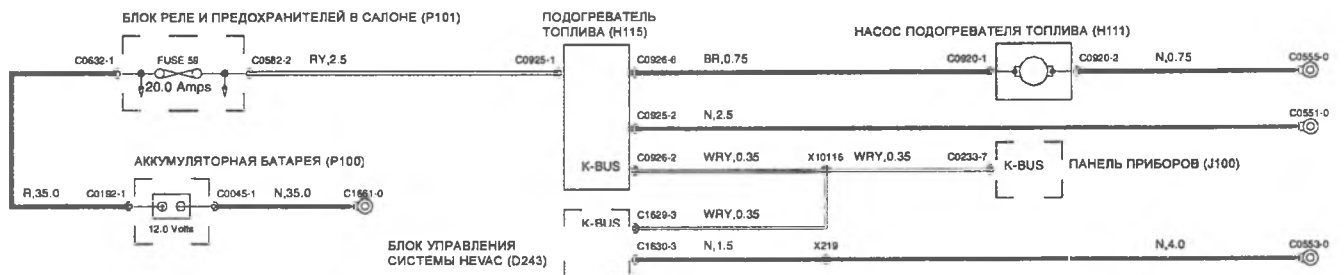 БЛОК РЕЛЕ И ПРЕДОХРАНИТЕЛЕЙ В САЛОНЕ (P101)
ПОДОГРЕВАТЕЛЬ
ТОПЛИВА (H115)
НАСОС ПОДОГРЕВАТЕЛЯ ТОПЛИВА (H111)
C0632-1
FUSE 59
C0582-2
RY,2.5
C0925-1
C0926-6
BR,0.75
C0920-1
C0920-2
N,0.75
C0555-0
20.0 Amps
C0925-2
N,2.5
C0551-0
АККУМУЛЯТОРНАЯ БАТАРЕЯ (P100)
K-BUS
C0926-2
WRY,0.35
X10116
WRY,0.35
C0233-7
K-BUS
ПАНЕЛЬ ПРИБОРОВ (J100)
R,35.0
C0192-1
C0045-1
N,35.0
C1661-0
12.0 Volts
K-BUS
C1629-3
WRY,0.35
БЛОК УПРАВЛЕНИЯ
СИСТЕМЫ HEVAC (D243)
C1630-3
N,1.5
X219
N,4.0
C0553-0